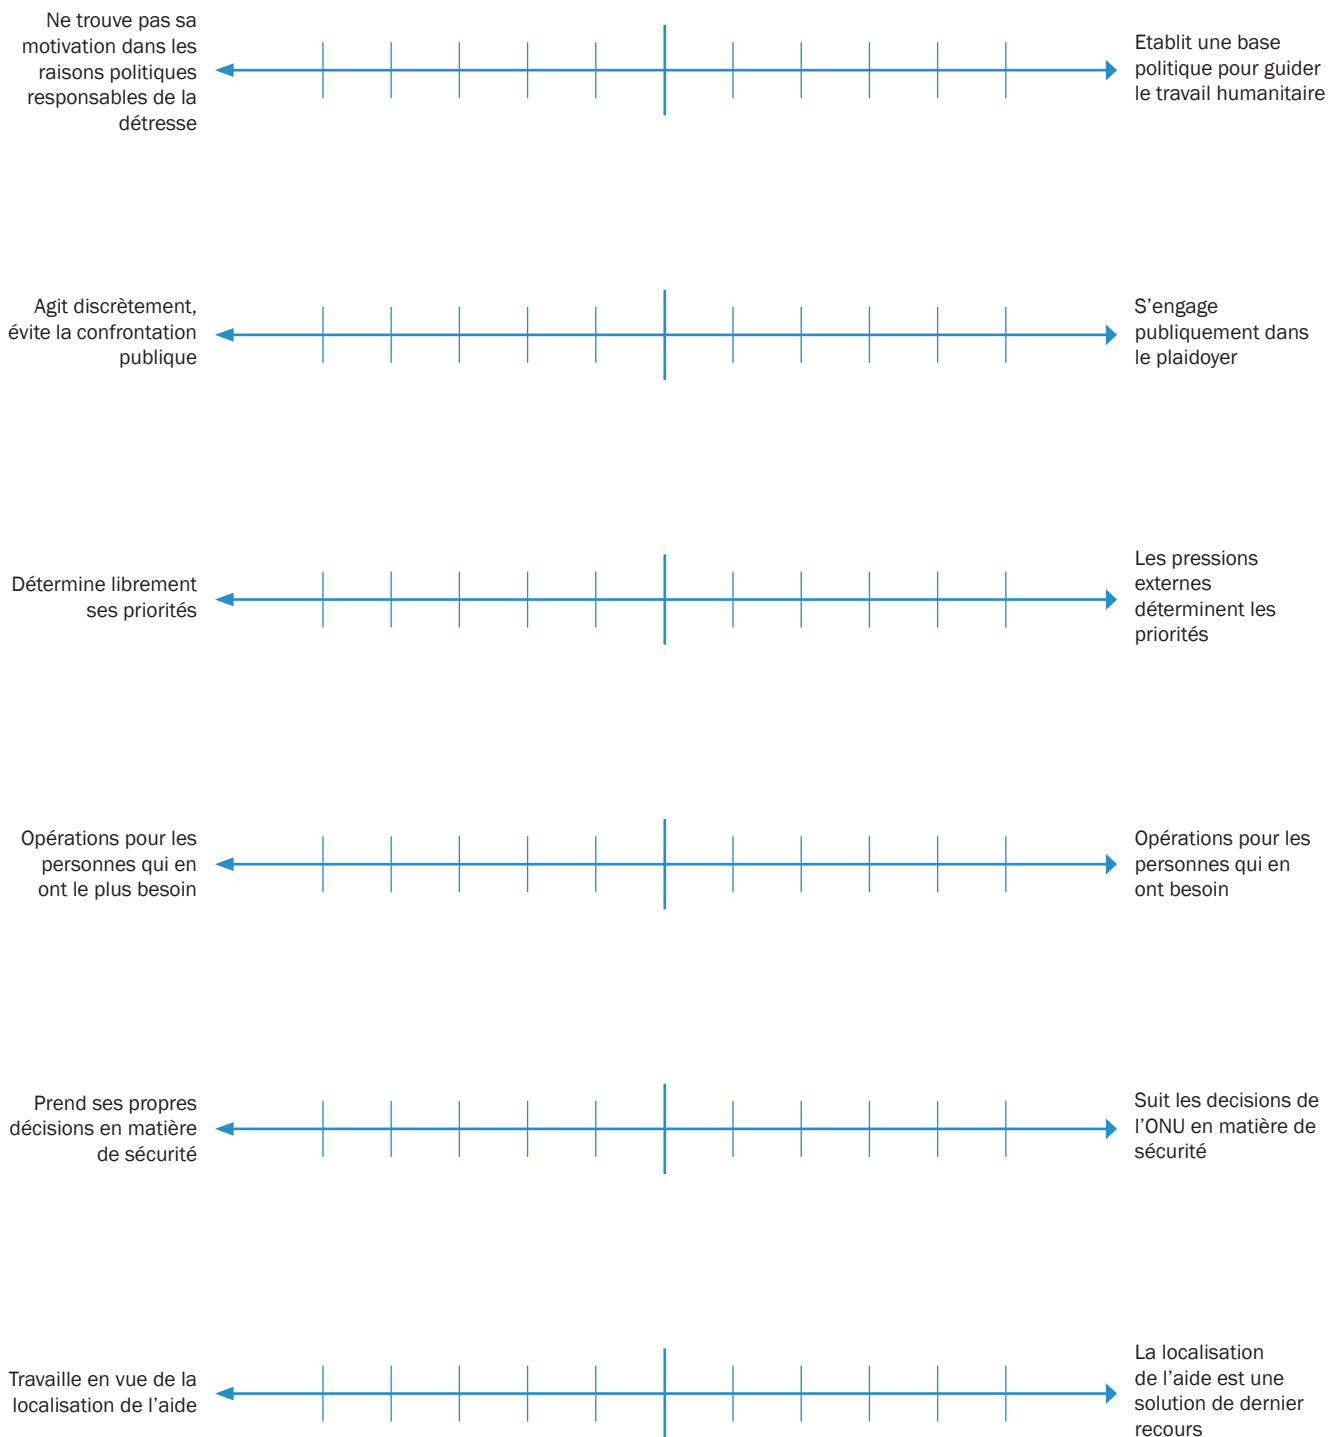 Ne trouve pas sa
motivation dans les
raisons politiques
responsables de la
détresse
Etablit une base
politique pour guider
le travail humanitaire
Agit discrètement,
évite la confrontation
publique
S’engage
publiquement dans
le plaidoyer
Détermine librement
ses priorités
Les pressions
externes
déterminent les
priorités
Opérations pour les
personnes qui en
ont le plus besoin
Opérations pour les
personnes qui en
ont besoin
Prend ses propres
décisions en matière
de sécurité
Suit les decisions de
l’ONU en matière de
sécurité
Travaille en vue de la
localisation de l’aide
La localisation
de l’aide est une
solution de dernier
recours